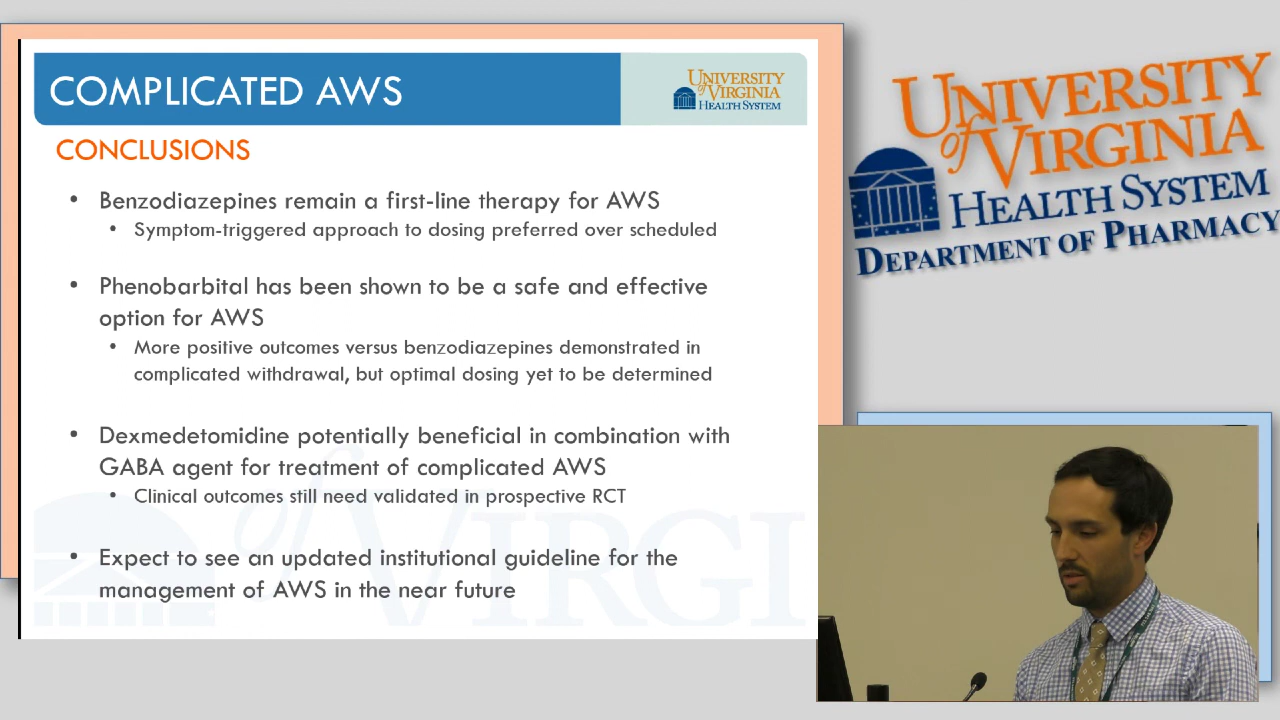 COMPLICATED AWS
UNIVERSITY
of VIRGINIA
HEALTH SYSTEM
CONCLUSIONS
• Benzodiazepines remain a first-line therapy for AWS
• Symptom-triggered approach to dosing preferred over scheduled
• Phenobarbital has been shown to be a safe and effective
option for AWS
• More positive outcomes versus benzodiazepines demonstrated in
complicated withdrawal, but optimal dosing yet to be determined
• Dexmedetomidine potentially beneficial in combination with
GABA agent for treatment of complicated AWS
• Clinical outcomes still need validated in prospective RCT
• Expect to see an updated institutional guideline for the
management of AWS in the near future
of VIRGI
UNIVERSITY
of VIRGINIA
HEALTH SYSTEM
DEPARTMENT OF PHARMACY